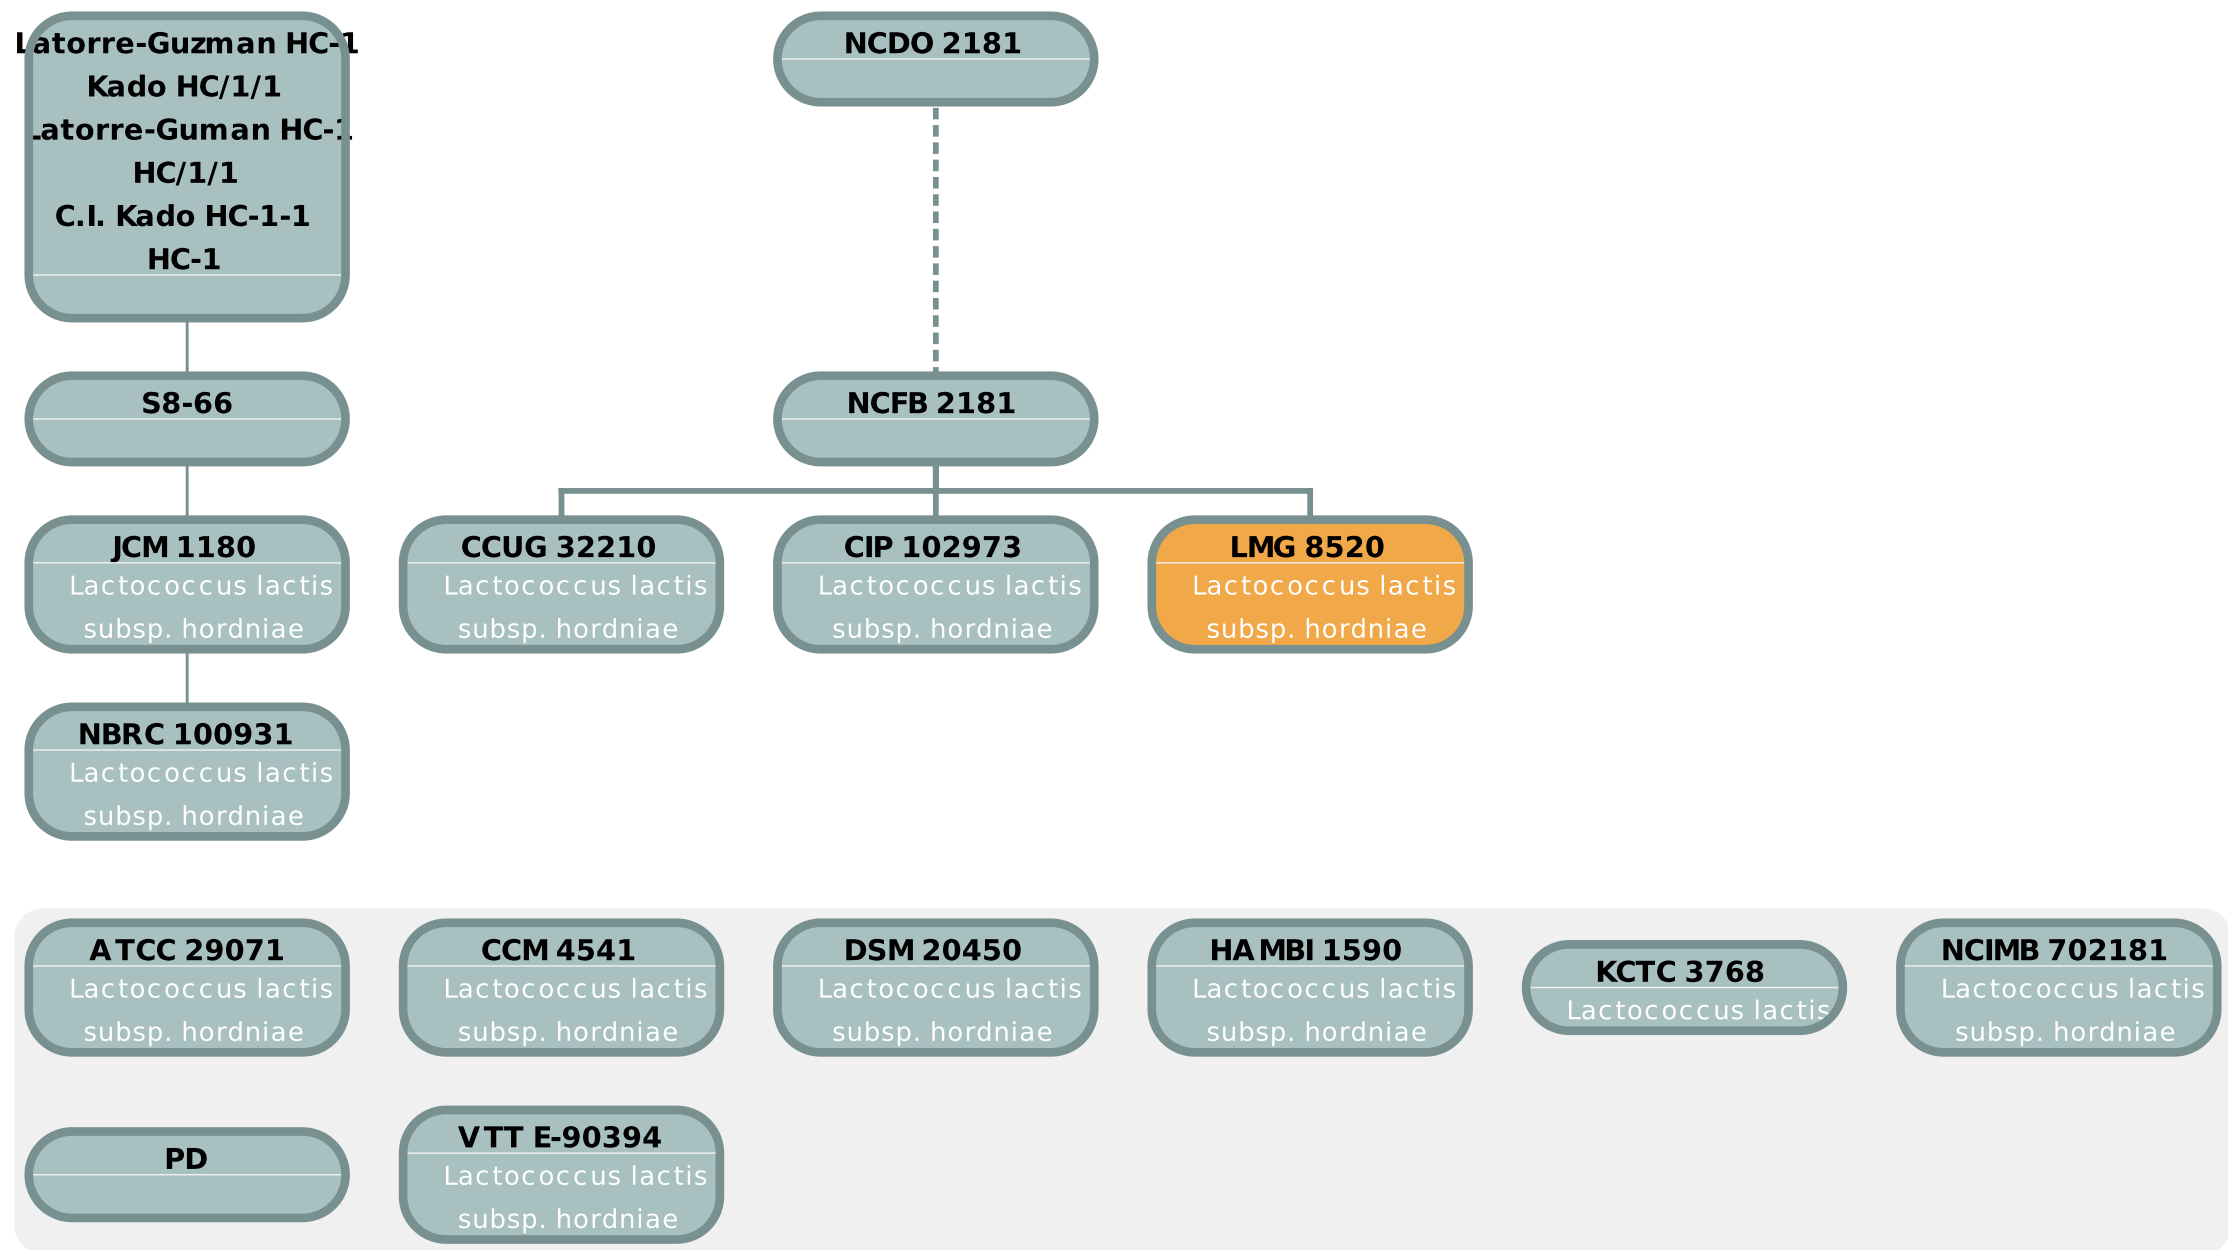 Latorre-Guzman HC-1
Kado HC/1/1
Latorre-Guman HC-1
HC/1/1
C.I. Kado HC-1-1
HC-1
NCDO 2181
S8-66
NCFB 2181
JCM 1180
Lactococcus lactis
subsp. hordniae
CCUG 32210
Lactococcus lactis
subsp. hordniae
CIP 102973
Lactococcus lactis
subsp. hordniae
LMG 8520
Lactococcus lactis
subsp. hordniae
NBRC 100931
Lactococcus lactis
subsp. hordniae
ATCC 29071
Lactococcus lactis
subsp. hordniae
CCM 4541
Lactococcus lactis
subsp. hordniae
DSM 20450
Lactococcus lactis
subsp. hordniae
HAMBI 1590
Lactococcus lactis
subsp. hordniae
KCTC 3768
Lactococcus lactis
NCIMB 702181
Lactococcus lactis
subsp. hordniae
PD
VTT E-90394
Lactococcus lactis
subsp. hordniae